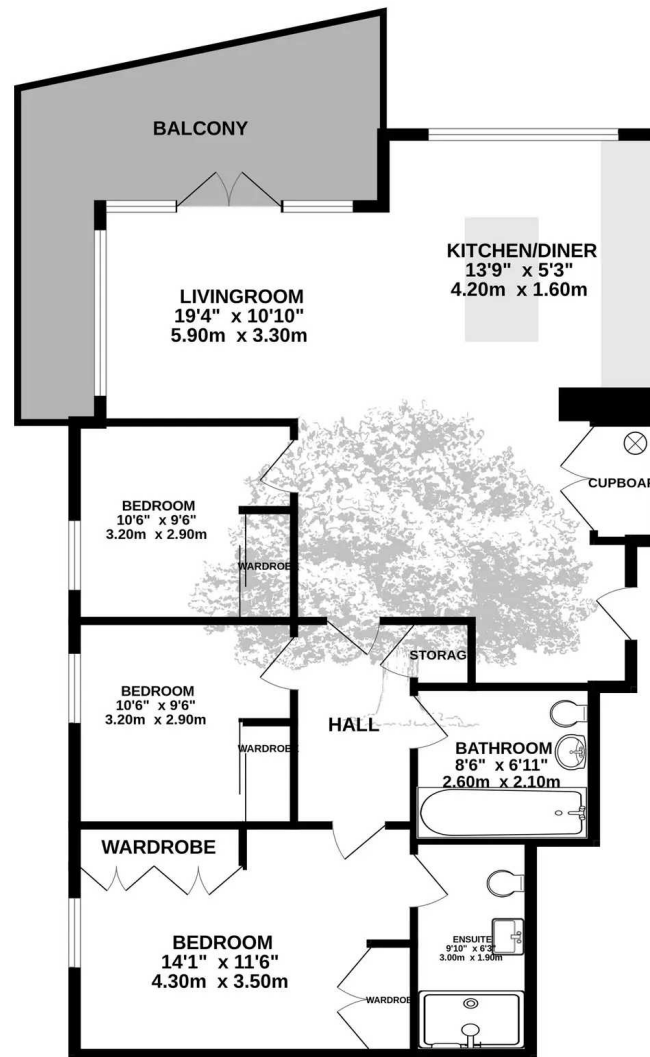 BALCONY
KITCHEN/DINER
13'9" x 5'3"
4.20m x 1.60m
LIVINGROOM
19'4" x 10'10"
5.90m x 3.30m
CUPBOAR
BEDROOM
10'6" x 9'6"
3.20m x 2.90m
WARDROBE
STORAG
BEDROOM
10'6" x 9'6"
3.20m x 2.90m
HALL
WARDROBE
BATHROOM
8'6" x 6'11"
2.60m x 2.10m
WARDROBE
BEDROOM
14'1" x 11'6"
4.30m x 3.50m
ENSUITE
9'10" x 6'3"
3.00m x 1.90m
WARDROBE